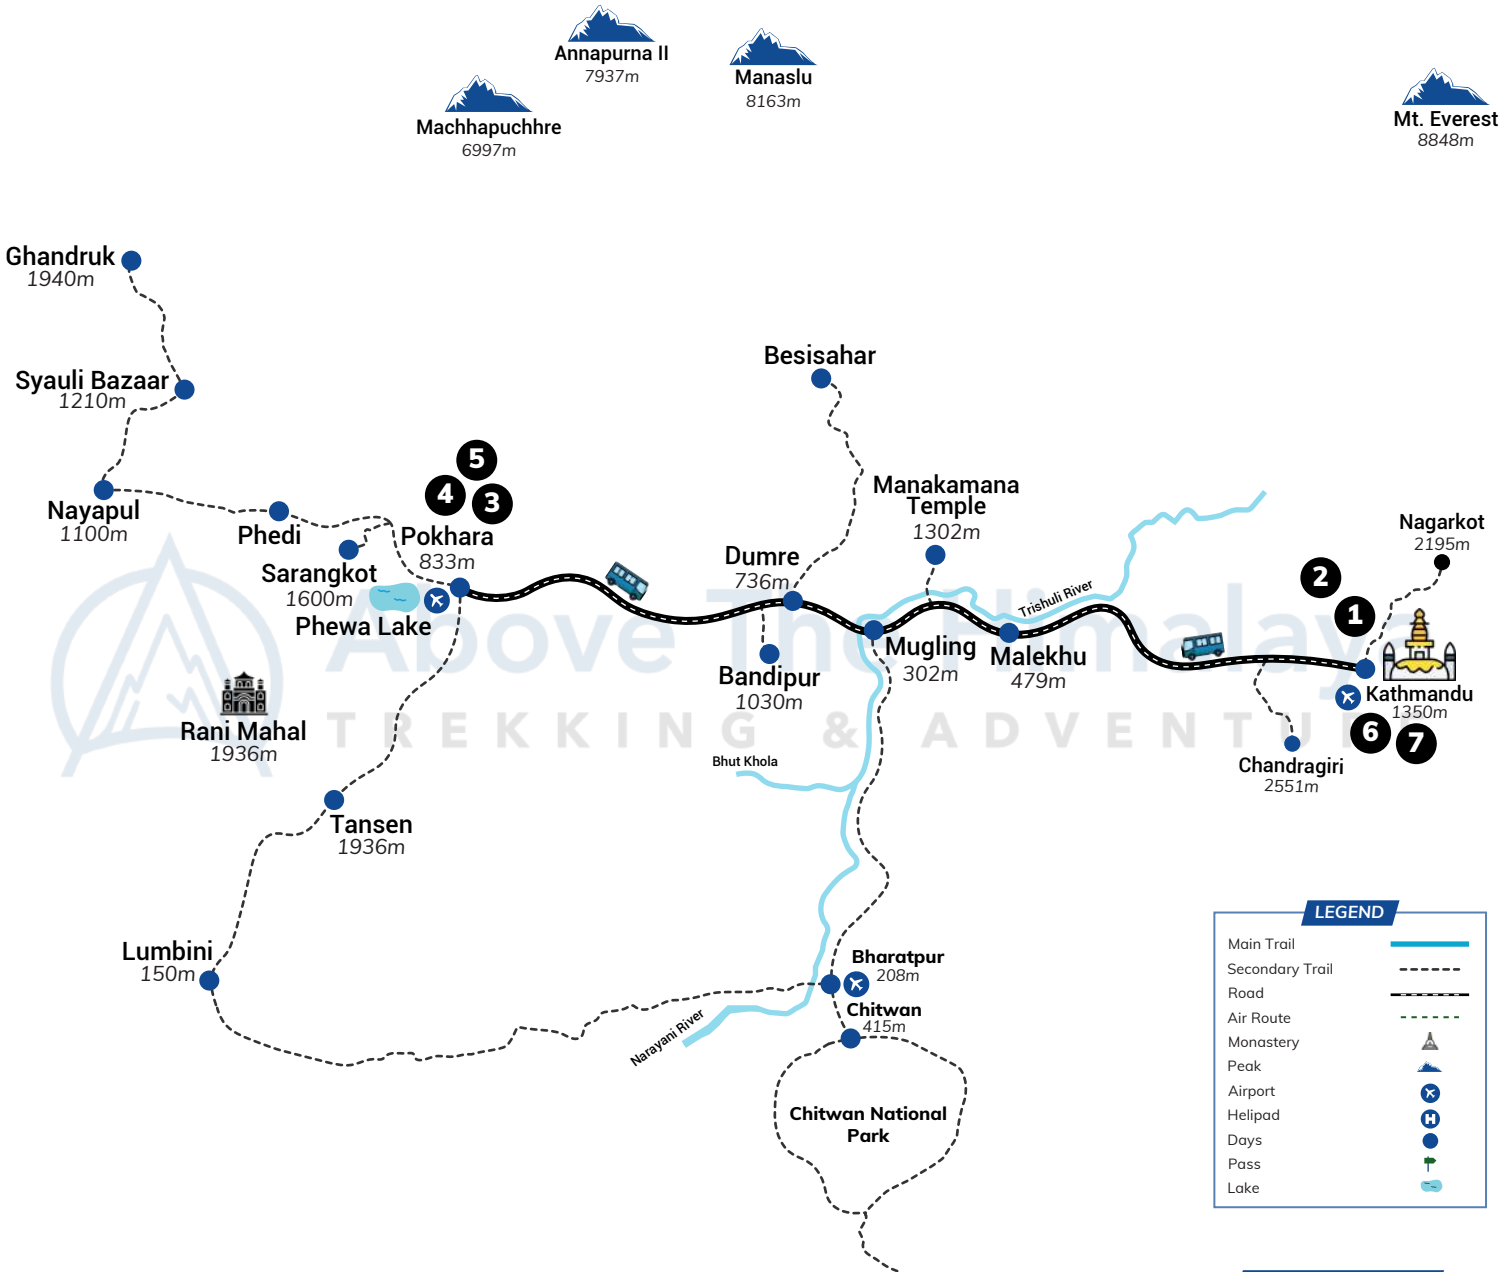 Annapurna II
7937m
Manaslu
8163m
Machhapuchhre
6997m
Mt. Everest
8848m
Ghandruk
1940m
Syauli Bazaar
1210m
Nayapul
1100m
Phedi
Sarangkot
1600m
5
4
3
Pokhara
833m
Phewa Lake
Besisahar
Manakamana
Temple
1302m
Dumre
736m
Bandipur
1030m
Mugling
302m
Malekhu
479m
Trishuli River
Nagarkot
2195m
2
1
Kathmandu
1350m
6
7
Chandragiri
2551m
Above The Himalaya
TREKKING & ADVENTU
Rani Mahal
1936m
Bhut Khola
Tansen
1936m
Lumbini
150m
Bharatpur
208m
Chitwan
415m
Narayani River
Chitwan National
Park
LEGEND
Main Trail
Secondary Trail
Road
Air Route
Monastery
Peak
Airport
Helipad
H
Days
Pass
Lake